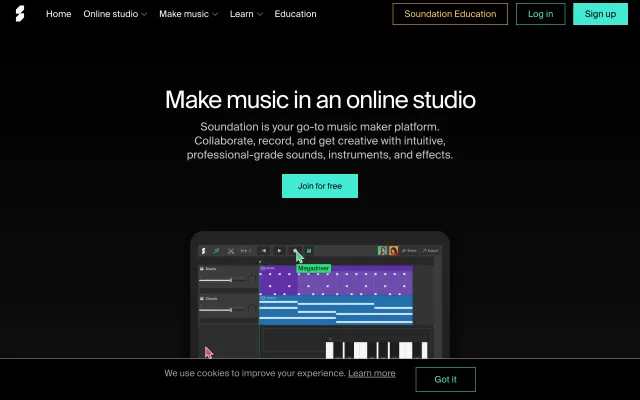 Home Online studio Make music Learn Education Soundation Education Log in Sign up
Make music in an online studio
Soundation is your go-to music maker platform.
Collaborate, record, and get creative with intuitive,
professional-grade sounds, instruments, and effects.
Join for free
Megadriver
Drums
Chords
We use cookies to improve your experience. Learn more
Got it